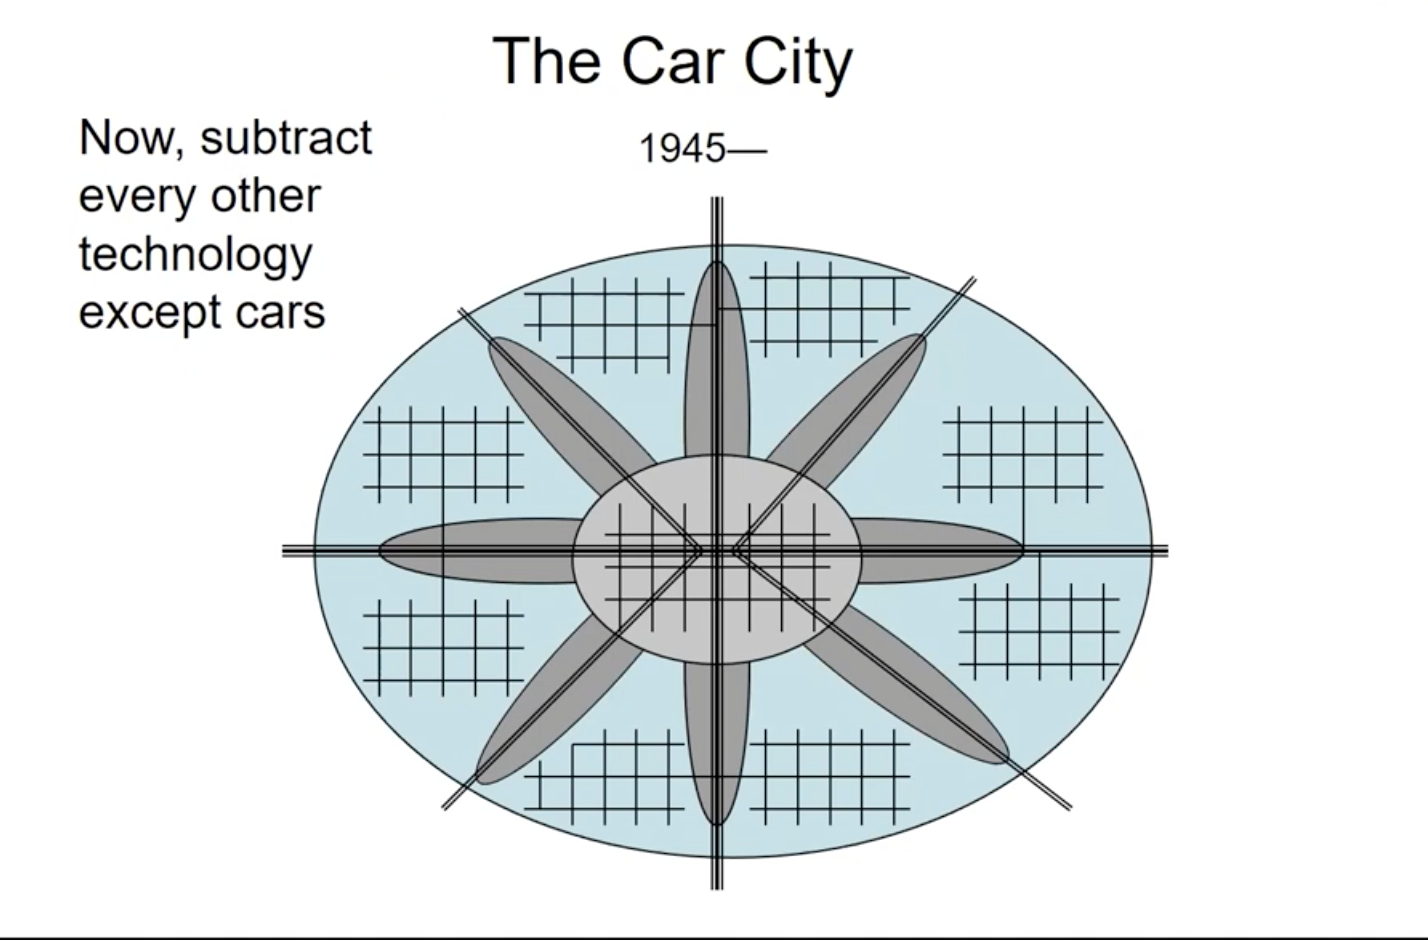 The Car City
1945—
Now, subtract
every other
technology
except cars